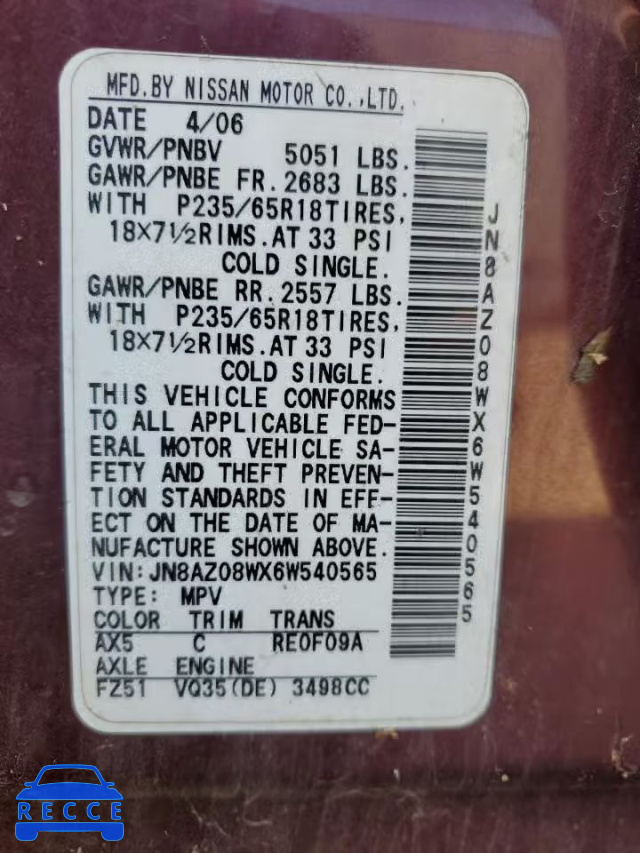 MFD.BY NISSAN MOTOR CO.,LTD.
DATE 4/06
GVWR/PNBV 5051 LBS.
GAWR/PNBE FR.2683 LBS.
WITH P235/65R18TIRES,
18X7½RIMS.AT 33 PSI
COLD SINGLE.
GAWR/PNBE RR.2557 LBS.
WITH P235/65R18TIRES,
18X7½RIMS.AT 33 PSI
COLD SINGLE.
THIS VEHICLE CONFORMS
TO ALL APPLICABLE FED-
ERAL MOTOR VEHICLE SA-
FETY AND THEFT PREVEN-
TION STANDARDS IN EFF-
ECT ON THE DATE OF MA-
NUFACTURE SHOWN ABOVE.
VIN:JN8AZ08WX6W540565
TYPE: MPV
COLOR TRIM TRANS
AX5 C RE0F09A
AXLE ENGINE
FZ51 VQ35(DE) 3498CC
JN8AZ08WX6W540565
RECCE